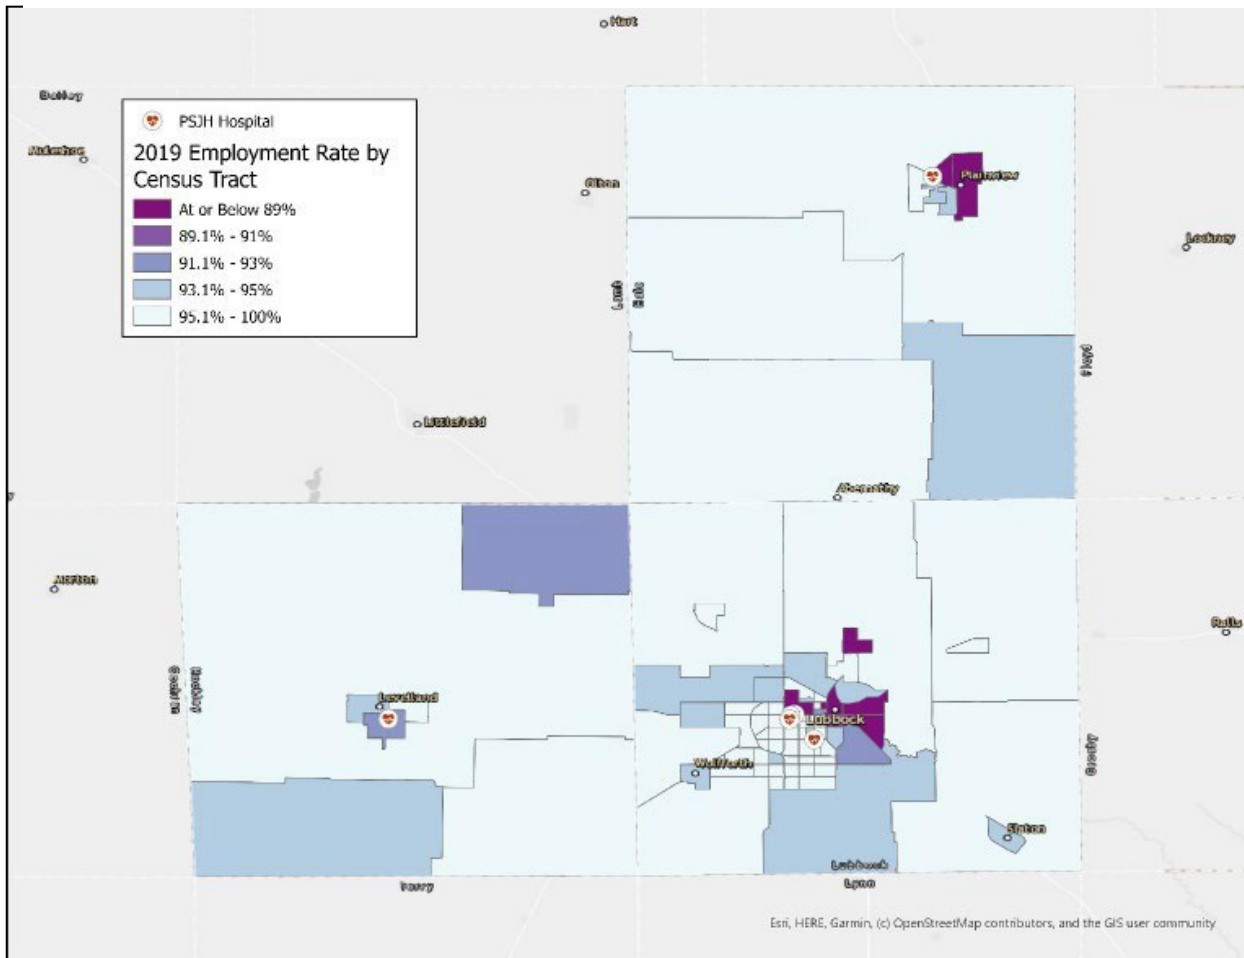 Hart
Bailey
PSJH Hospital
2019 Employment Rate by
Census Tract
At or Below 89%
89.1% - 91%
91.1% - 93%
93.1% - 95%
95.1% - 100%
Muleshoe
Olton
Plainview
Lockney
Lamb
Hale
Floyd
Littlefield
Abernathy
Morton
Ralls
Cochran
Hockley
Levelland
Lubbock
Wolfforth
Crosby
Slaton
Lubbock
Lynn
Terry
Esri, HERE, Garmin, (c) OpenStreetMap contributors, and the GIS user community